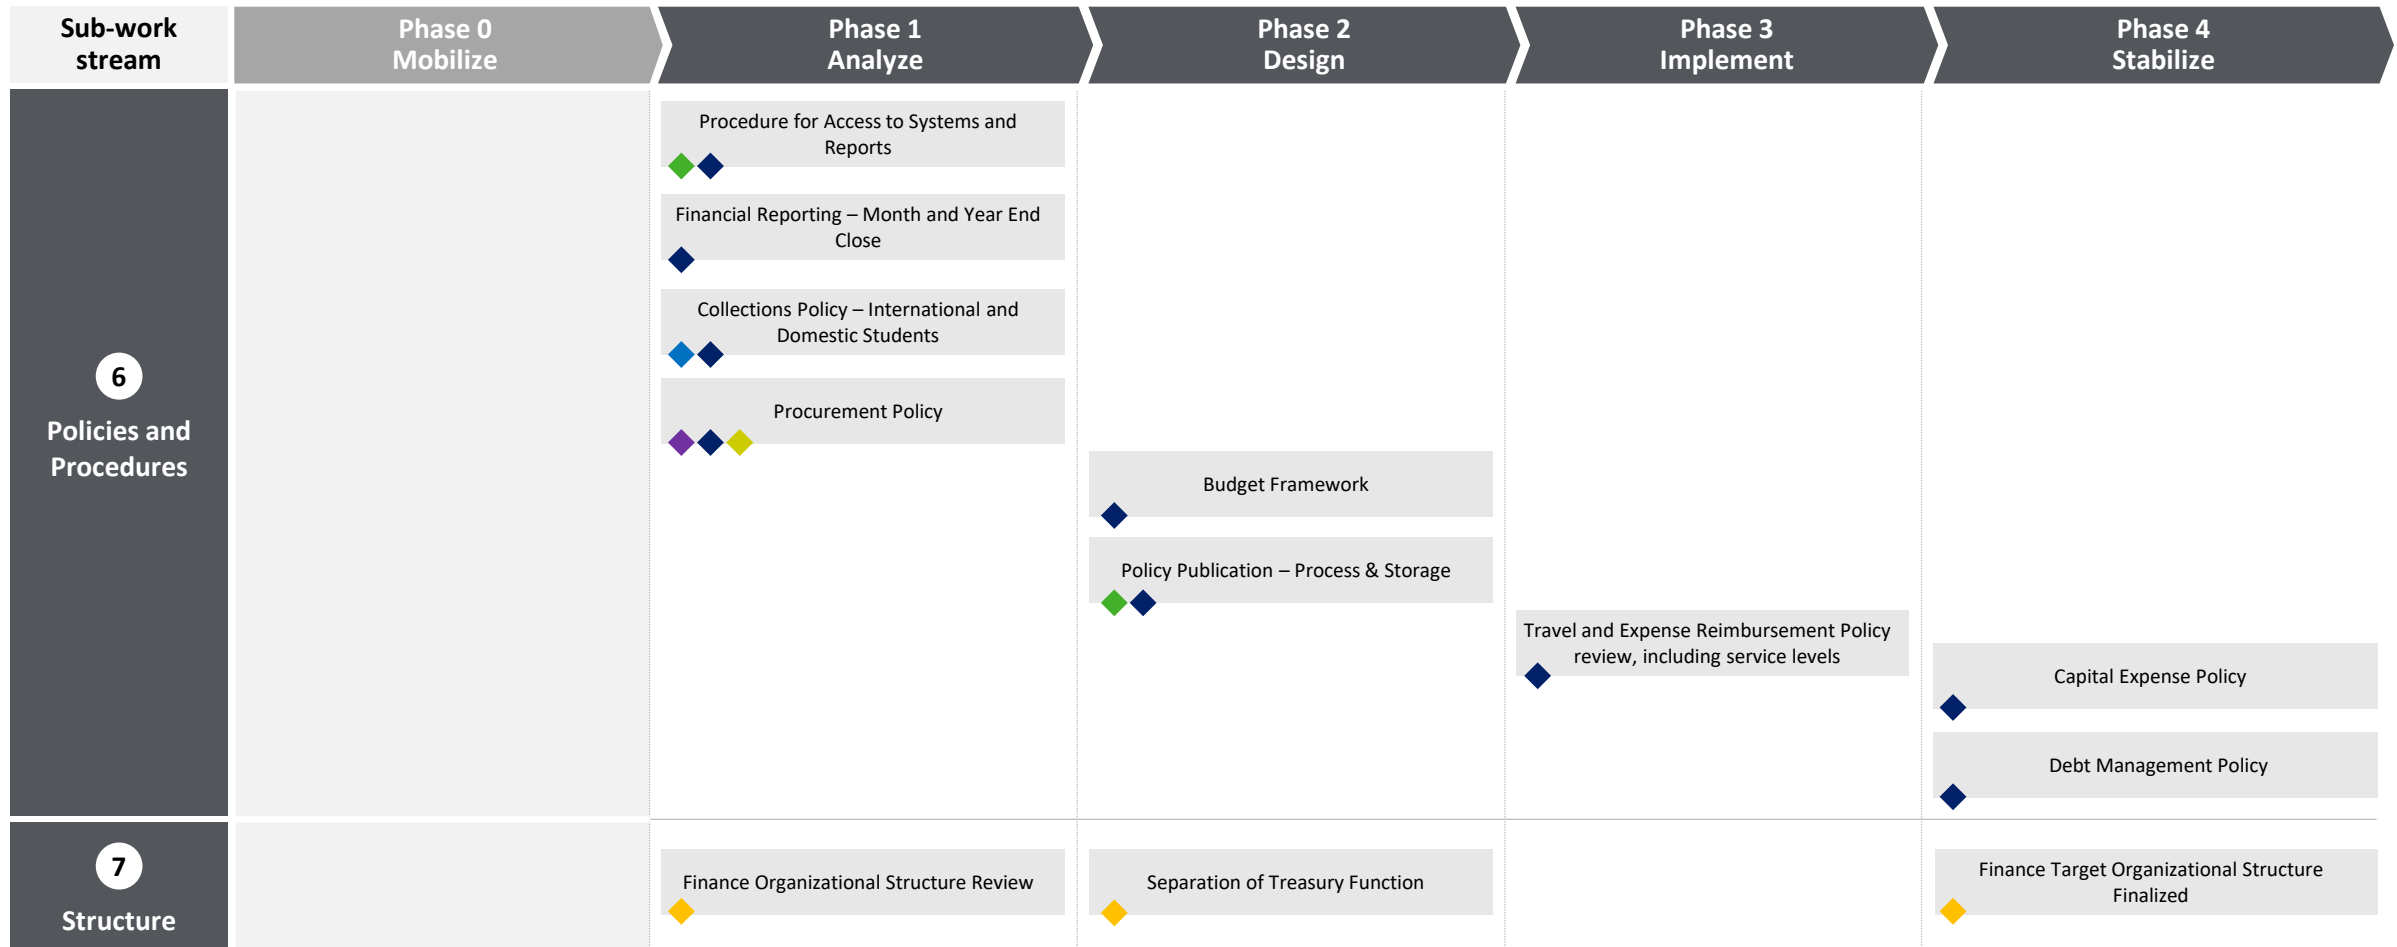 Sub-work
stream
Phase 0
Mobilize
Phase 1
Analyze
Phase 2
Design
Phase 3
Implement
Phase 4
Stabilize
6
Policies and
Procedures
Procedure for Access to Systems and
Reports
Financial Reporting – Month and Year End
Close
Collections Policy – International and
Domestic Students
Procurement Policy
Budget Framework
Policy Publication – Process & Storage
Travel and Expense Reimbursement Policy
review, including service levels
Capital Expense Policy
Debt Management Policy
7
Structure
Finance Organizational Structure Review
Separation of Treasury Function
Finance Target Organizational Structure
Finalized